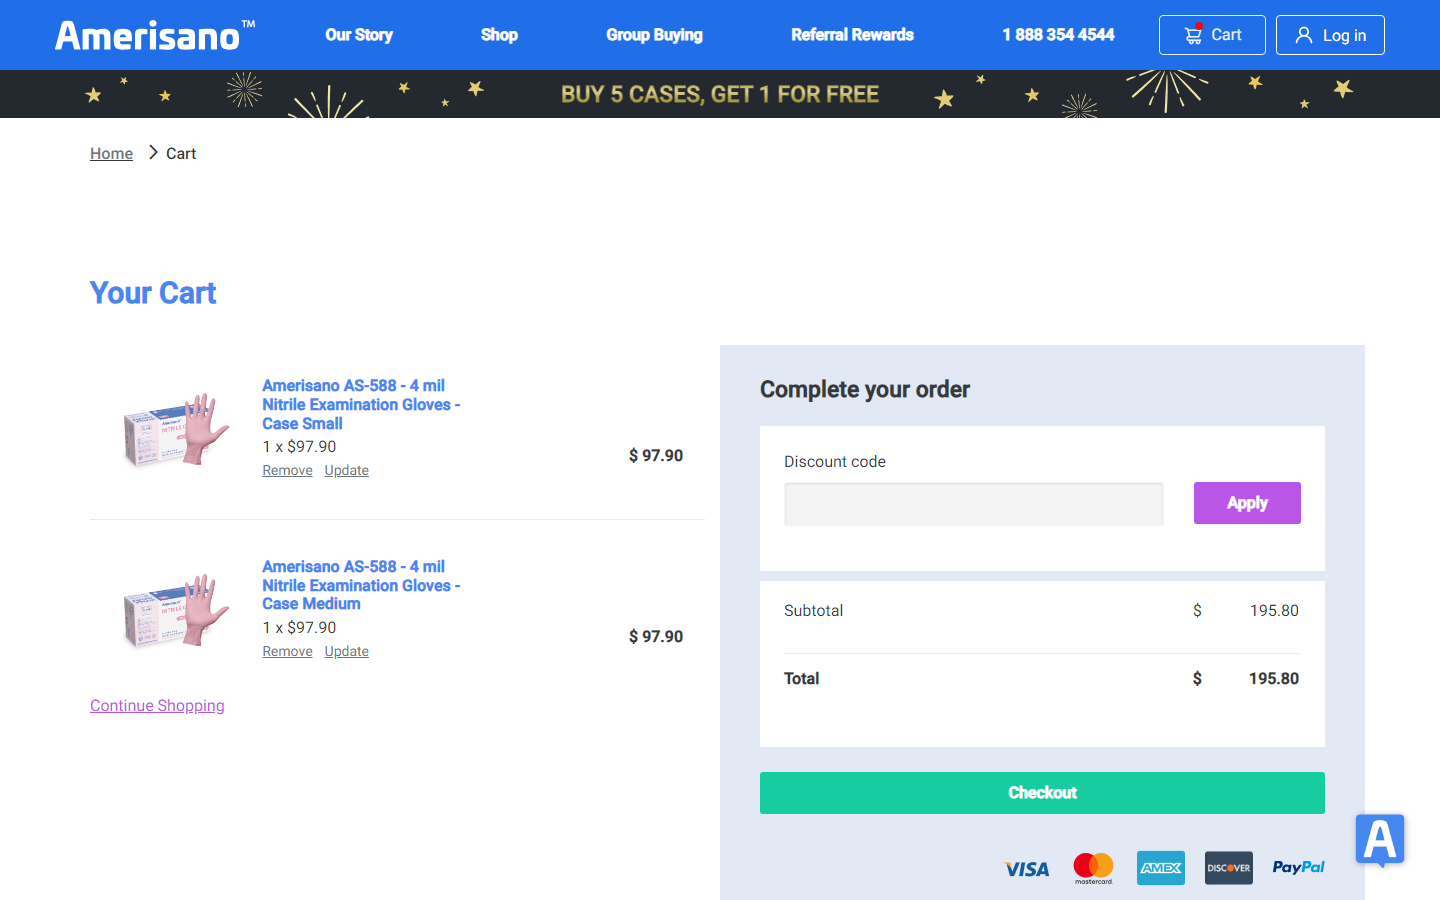 Amerisano™
Our Story
Shop
Group Buying
Referral Rewards
1 888 354 4544
Cart
Log in
BUY 5 CASES, GET 1 FOR FREE
Home
Cart
Your Cart
Amerisano AS-588 - 4 mil
Nitrile Examination Gloves -
Case Small
1 x $97.90
Remove Update
$ 97.90
Amerisano AS-588 - 4 mil
Nitrile Examination Gloves -
Case Medium
1 x $97.90
Remove Update
$ 97.90
Continue Shopping
Complete your order
Discount code
Apply
Subtotal $ 195.80
Total $ 195.80
Checkout
VISA
mastercard.
AMEX
DISCOVER
PayPal
A